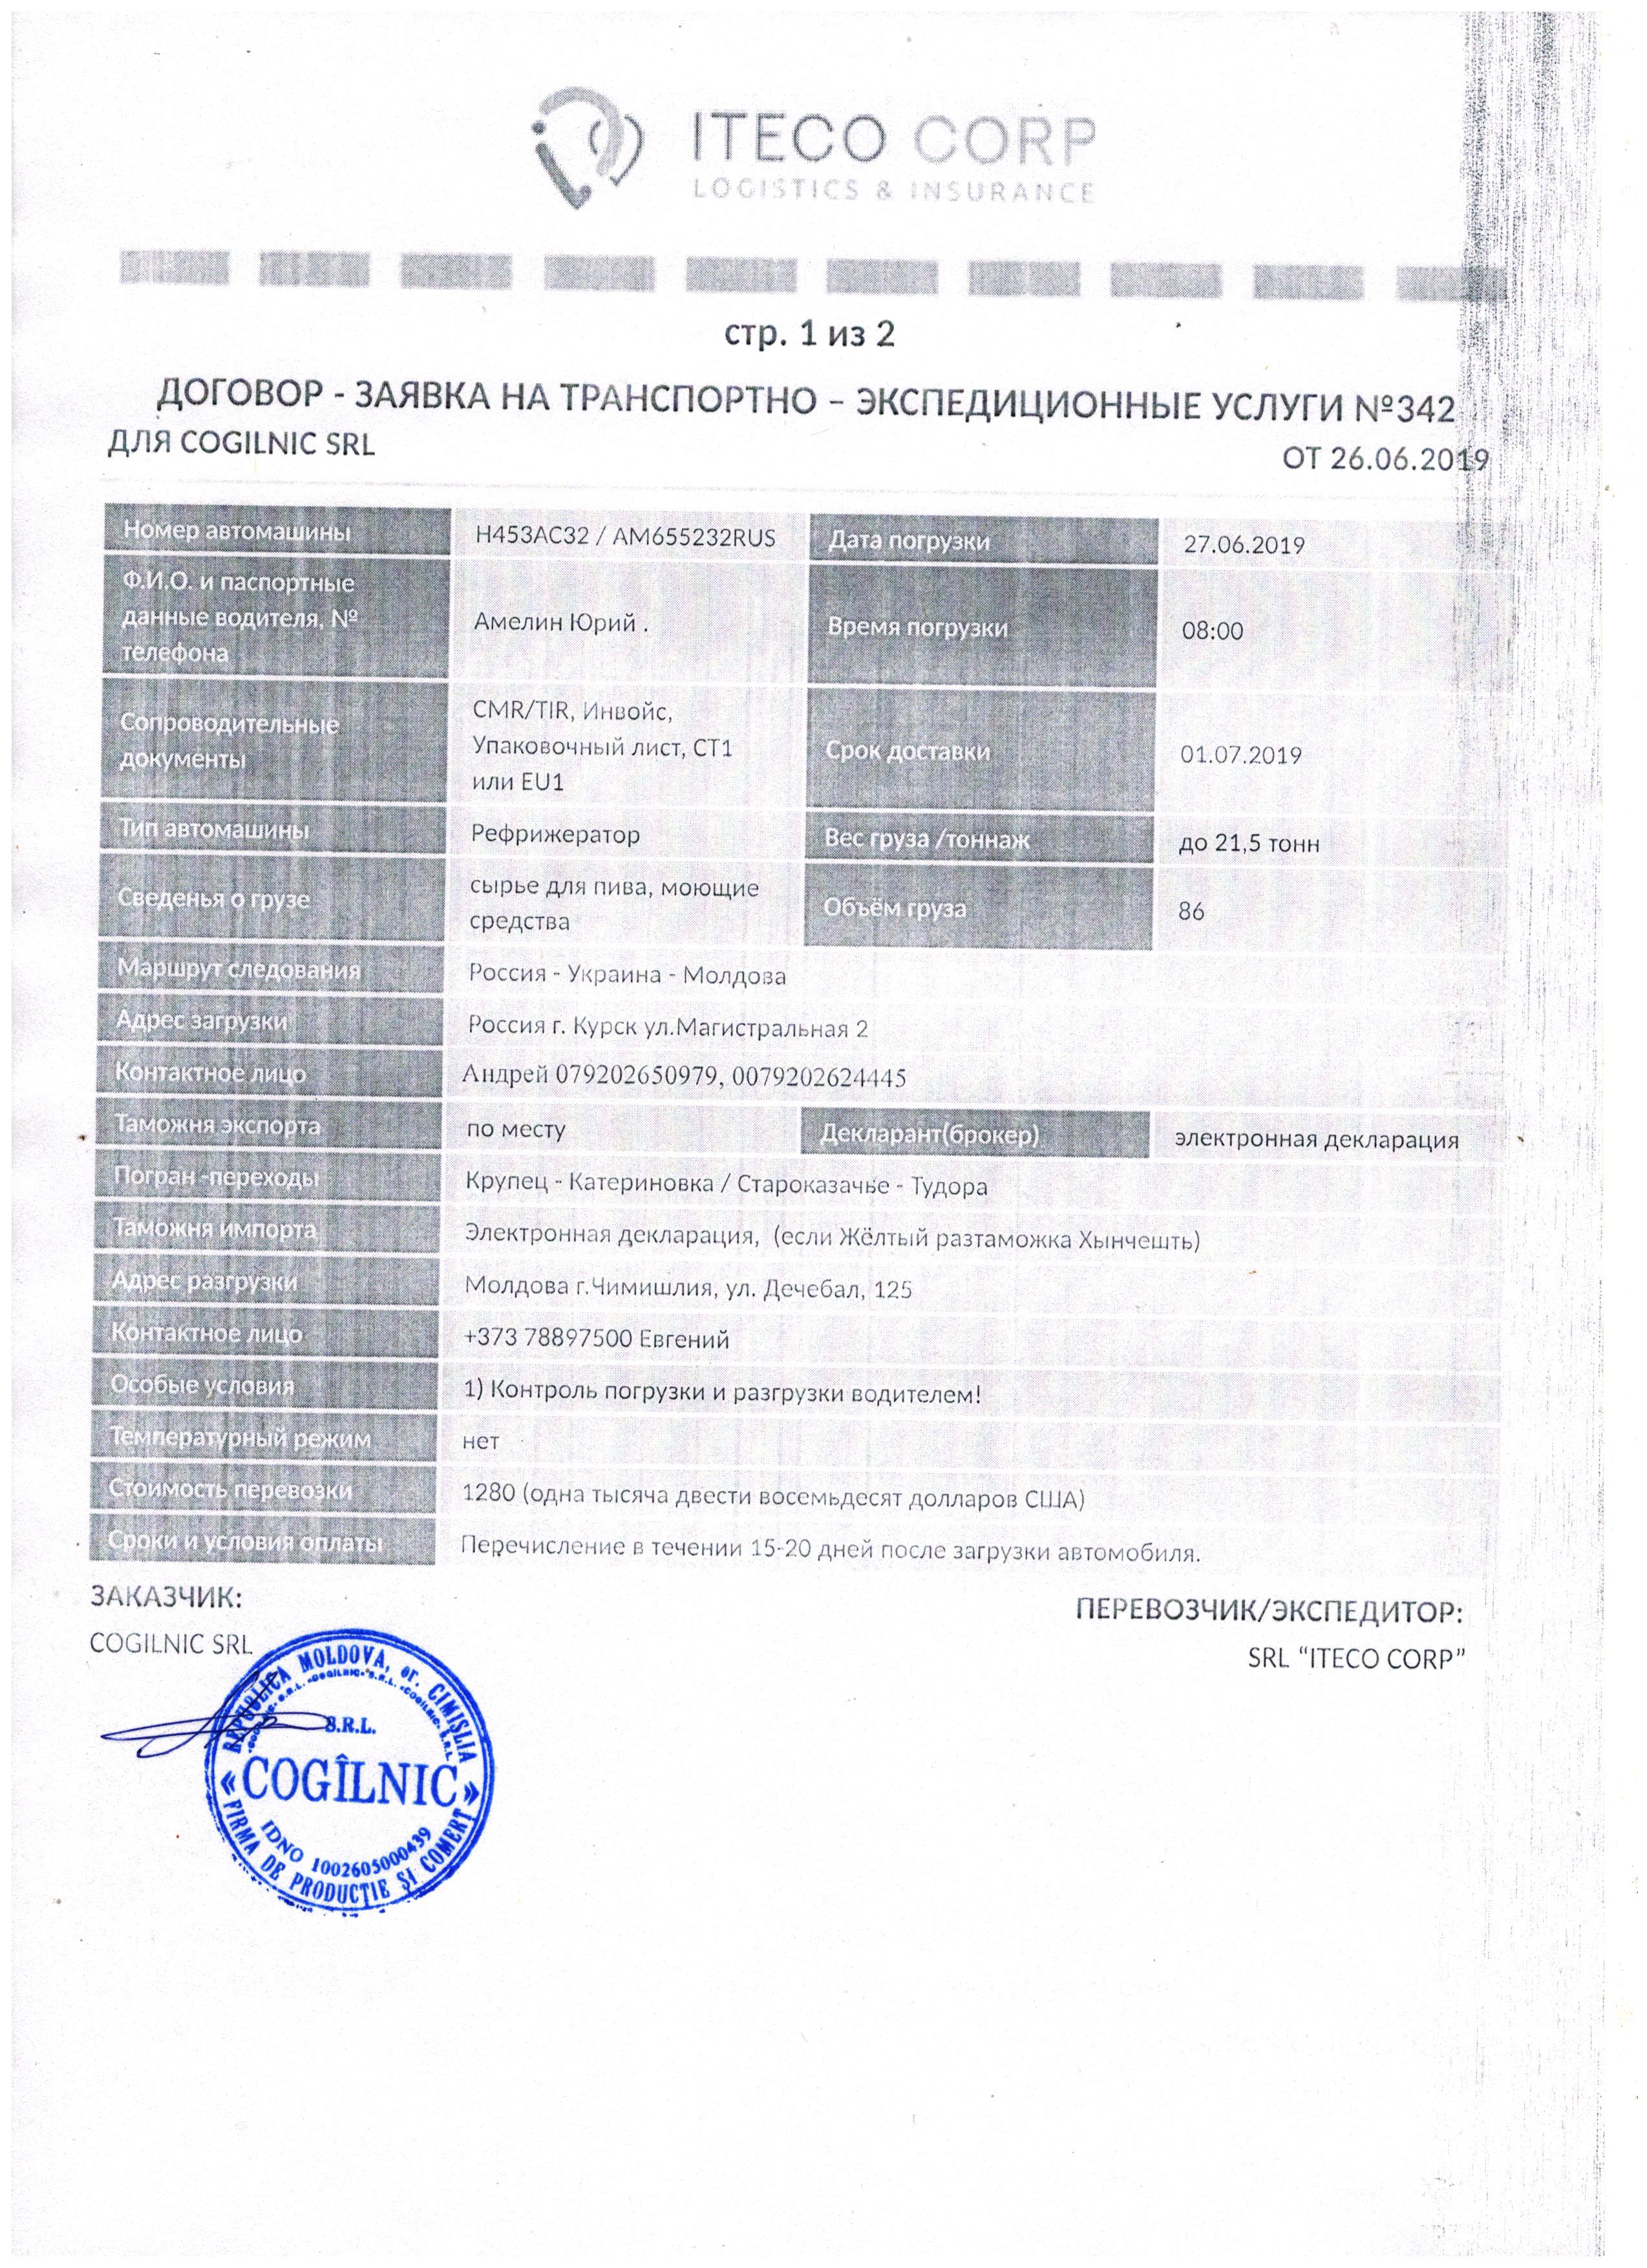 ITECO CORP
LOGISTICS & INSURANCE
стр. 1 из 2
ДОГОВОР - ЗАЯВКА НА ТРАНСПОРТНО – ЭКСПЕДИЦИОННЫЕ УСЛУГИ №342
ДЛЯ COGILNIC SRL
ОТ 26.06.2019
Номер автомашины
H453AC32 / AM655232RUS
Дата погрузки
27.06.2019
Ф.И.О. и паспортные
данные водителя, №
телефона
Амелин Юрий .
Время погрузки
08:00
Сопроводительные
документы
CMR/TIR, Инвойс,
Упаковочный лист, СТ1
или EU1
Срок доставки
01.07.2019
Тип автомашины
Рефрижератор
Вес груза /тоннаж
до 21,5 тонн
Сведенья о грузе
сырье для пива, моющие
средства
Объём груза
86
Маршрут следования
Россия - Украина - Молдова
Адрес загрузки
Россия г. Курск ул.Магистральная 2
Контактное лицо
Андрей 079202650979, 0079202624445
Таможня экспорта
по месту
Декларант(брокер)
электронная декларация
Погран -переходы
Крупец - Катериновка / Староказачье - Тудора
Таможня импорта
Электронная декларация, (если Жёлтый разтаможка Хынчешть)
Адрес разгрузки
Молдова г.Чимишлия, ул. Дечебал, 125
Контактное лицо
+373 78897500 Евгений
Особые условия
1) Контроль погрузки и разгрузки водителем!
Температурный режим
нет
Стоимость перевозки
1280 (одна тысяча двести восемьдесят долларов США)
Сроки и условия оплаты
Перечисление в течении 15-20 дней после загрузки автомобиля.
ЗАКАЗЧИК:
ПЕРЕВОЗЧИК/ЭКСПЕДИТОР:
COGILNIC SRL
SRL “ITECO CORP”
REPUBLICA MOLDOVA, or. CIMISLIA
S.R.L.
«COGÎLNIC»
IDNO 1002605000439
FIRMA DE PRODUCŢIE ŞI COMERŢ